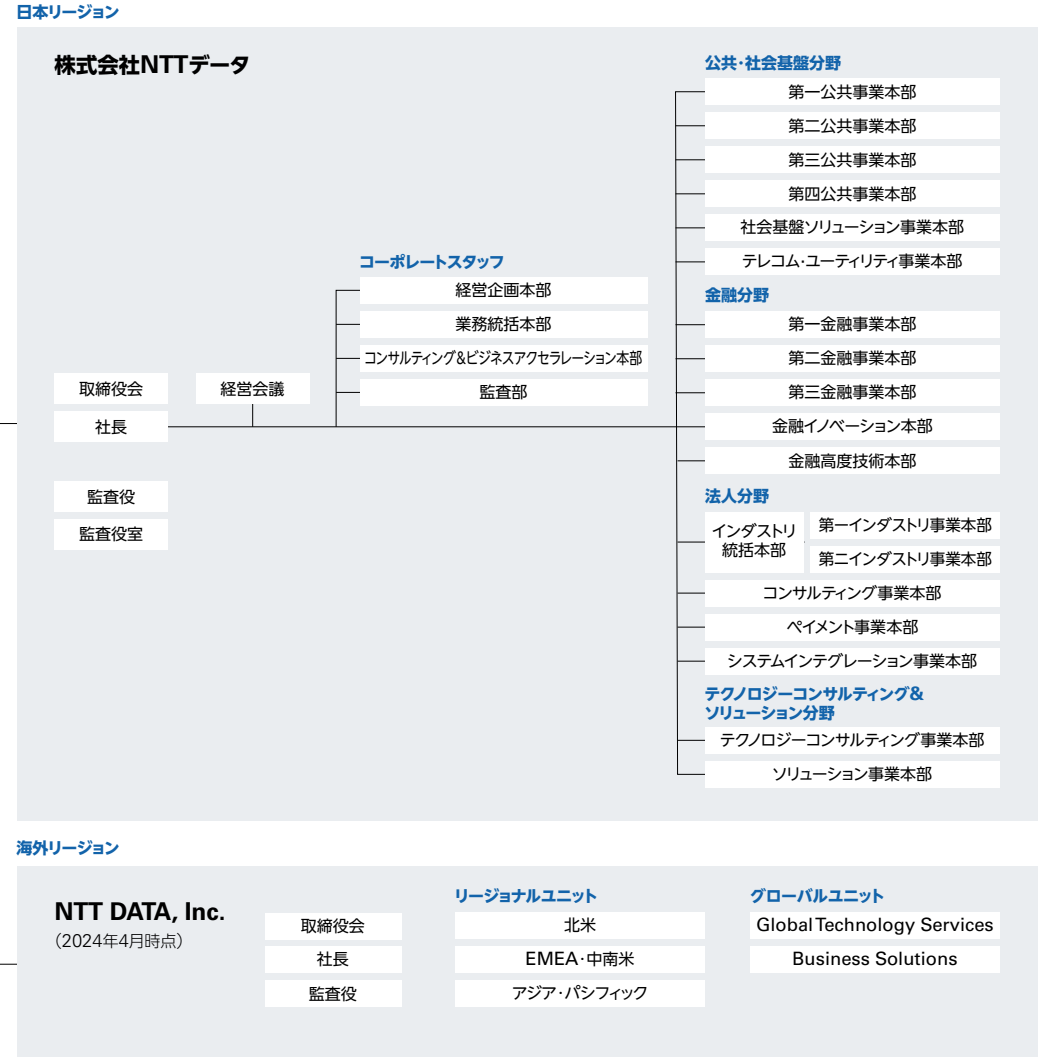 日本リージョン
株式会社NTTデータ
取締役会
社長
監査役
監査役室
経営会議
コーポレートスタッフ
経営企画本部
業務統括本部
コンサルティング&ビジネスアクセラレーション本部
監査部
公共・社会基盤分野
第一公共事業本部
第二公共事業本部
第三公共事業本部
第四公共事業本部
社会基盤ソリューション事業本部
テレコム・ユーティリティ事業本部
金融分野
第一金融事業本部
第二金融事業本部
第三金融事業本部
金融イノベーション本部
金融高度技術本部
法人分野
インダストリ
統括本部
第一インダストリ事業本部
第二インダストリ事業本部
コンサルティング事業本部
ペイメント事業本部
システムインテグレーション事業本部
テクノロジーコンサルティング&
ソリューション分野
テクノロジーコンサルティング事業本部
ソリューション事業本部
海外リージョン
NTT DATA, Inc.
（2024年4月時点）
取締役会
社長
監査役
リージョナルユニット
北米
EMEA・中南米
アジア・パシフィック
グローバルユニット
Global Technology Services
Business Solutions